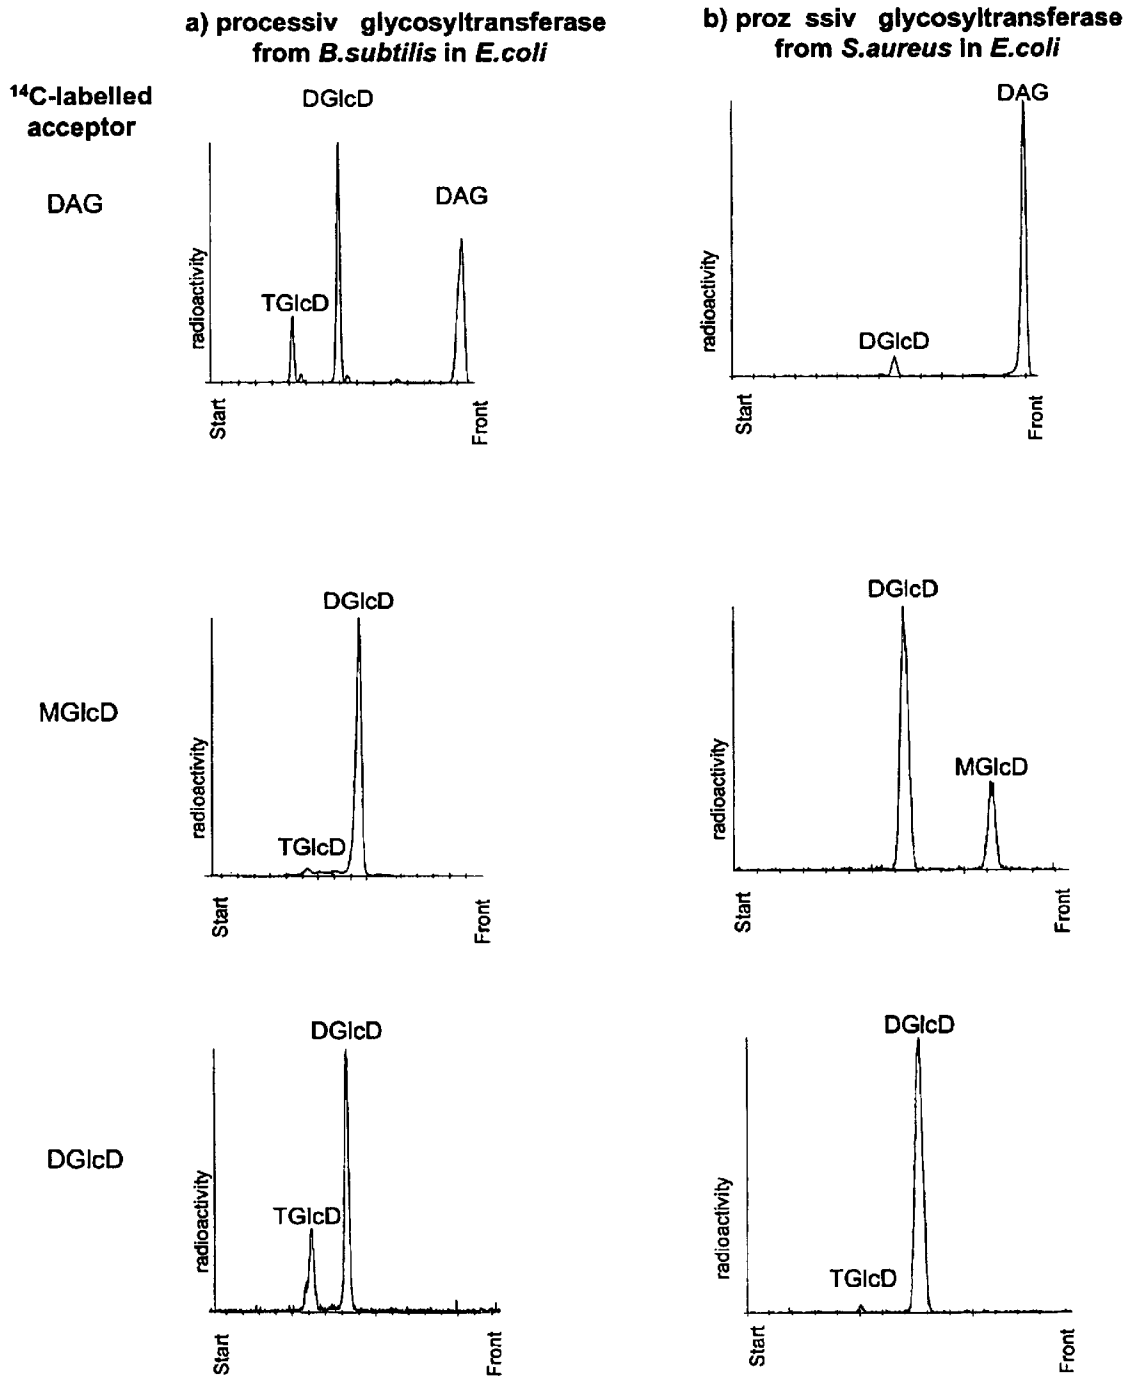 a) processiv glycosyltransferase
from B.subtilis in E.coli
b) proz ssiv glycosyltransferase
from S.aureus in E.coli
14C-labelled
acceptor
DAG
DGlcD
DAG
TGlcD
radioactivity
Start
Front
DAG
DGlcD
radioactivity
Start
Front
MGlcD
DGlcD
TGlcD
radioactivity
Start
Front
DGlcD
MGlcD
radioactivity
Start
Front
DGlcD
DGlcD
TGlcD
radioactivity
Start
Front
DGlcD
TGlcD
radioactivity
Start
Front